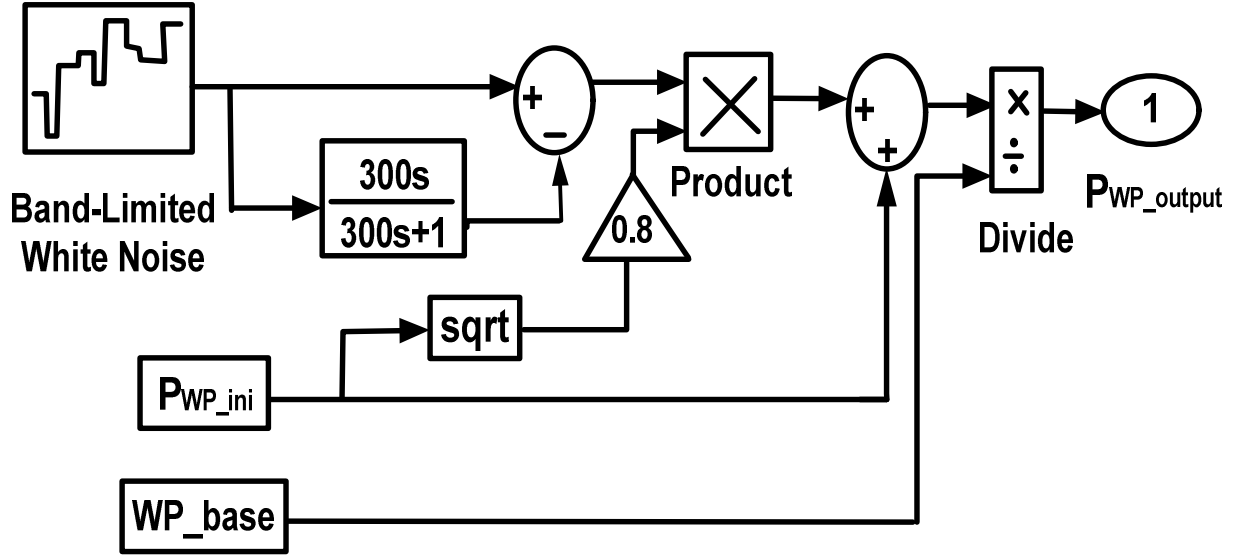 Band-Limited
White Noise
300s
300s+1
+
−
Product
0.8
sqrt
+
+
×
÷
Divide
1
PWP_output
PWP_ini
WP_base